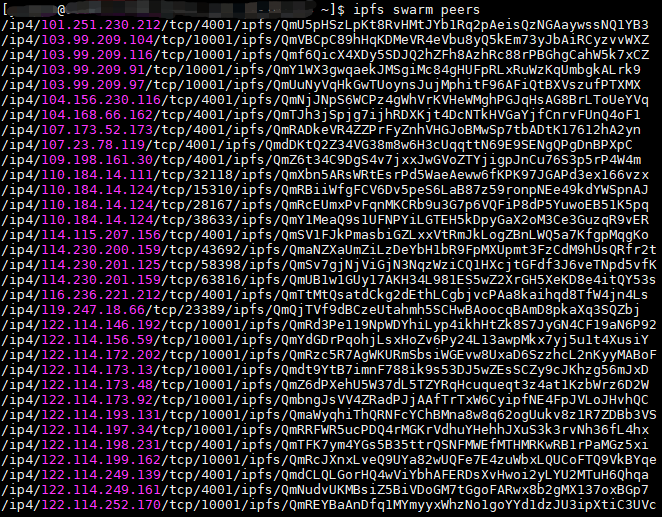 [ @ ~]$ ipfs swarm peers
/ip4/101.251.230.212/tcp/4001/ipfs/QmU5pHSzLpKt8RvHMtJYb1Rq2pAeisQzNGAaywssNQ1YB3
/ip4/103.99.209.104/tcp/10001/ipfs/QmVBCpC89hHqKDMeVR4eVbu8yQ5kEm73yJbAiRCyzvvWXZ
/ip4/103.99.209.116/tcp/10001/ipfs/Qmf6QicX4XDy5SDJQ2hZFh8AzhRc88rPBGhgCahW5k7xCZ
/ip4/103.99.209.91/tcp/10001/ipfs/QmY1WX3gwqaekJMSgiMc84gHUFpRLxRuWzKqUmbgkALrk9
/ip4/103.99.209.97/tcp/10001/ipfs/QmUuNyVqHkGwTUoynsJujMphitF96AFiQtBXVszufPTXMX
/ip4/104.156.230.116/tcp/4001/ipfs/QmNjJNpS6WCPz4gWhVrKVHeWMghPGJqHsAG8BrLToUeYVq
/ip4/104.168.66.162/tcp/4001/ipfs/QmTJh3jSpjg7ijhRDXKjt4DcNTkHVGaYjfCnrvFUnQ4oF1
/ip4/107.173.52.173/tcp/4001/ipfs/QmRADkeVR4ZZPrFyZnhVHGJoBMwSp7tbADtK17612hA2yn
/ip4/107.23.78.119/tcp/4001/ipfs/QmdDKtQ2Z34VG38m8w6H3cUqqttN69E9SENgQPgDnBPXpC
/ip4/109.198.161.30/tcp/4001/ipfs/QmZ6t34C9DgS4v7jxxJwGVoZTYjigpJnCu76S3p5rP4W4m
/ip4/110.184.14.111/tcp/32118/ipfs/QmXbn5ARsWRtEsrPd5WaeAeww6fKPK97JGAPd3ex166vzx
/ip4/110.184.14.124/tcp/15310/ipfs/QmRBiiWfgFCV6Dv5peS6LaB87z59ronpNEe49kdYWSpnAJ
/ip4/110.184.14.124/tcp/28167/ipfs/QmRcEUmxPvFqnMKCRb9u3G7p6VQFiP8dP5YuwoEB51K5pq
/ip4/110.184.14.124/tcp/38633/ipfs/QmY1MeaQ9s1UFNPYiLGTEH5kDpyGaX2oM3Ce3GuzqR9vER
/ip4/114.115.207.156/tcp/4001/ipfs/QmSV1FJkPmasbiGZLxxVtRmJkLogZBnLWQ5a7KfgpMqgKo
/ip4/114.230.200.159/tcp/43692/ipfs/QmaNZXaUmZiLzDeYbH1bR9FpMXUpmt3FzCdM9hUsQRfr2t
/ip4/114.230.201.125/tcp/58398/ipfs/QmSv7gjNjViGjN3NqzWziCQ1HXcjtGFdf3J6veTNpd5vfK
/ip4/114.230.201.159/tcp/63816/ipfs/QmUB1w1GUy17AKH34L981ES5wZ2XrGH5XeKD8e4itQY53s
/ip4/116.236.221.212/tcp/4001/ipfs/QmTtMtQsatdCkg2dEthLCgbjvcPAa8kaihqd8TfW4jn4Ls
/ip4/119.247.18.66/tcp/23389/ipfs/QmQjTVf9dBCzeUtahmh5SCHwBAoocqBAmD8pkaXq3SQZbj
/ip4/122.114.146.192/tcp/10001/ipfs/QmRd3Pe119NpWDYhiLyp4ikhHtZk8S7JyGN4CF19aN6P92
/ip4/122.114.156.59/tcp/10001/ipfs/QmYdGDrPqohjLsxHoZv6Py24L13awpMkx7yj5u1t4XusiY
/ip4/122.114.172.202/tcp/10001/ipfs/QmRzc5R7AgWKURmSbsiWGEvw8UxaD6SzzhcL2nKyyMABoF
/ip4/122.114.173.13/tcp/10001/ipfs/Qmdt9YtB7imnF788ik9s53DJ5wZEsSCZy9cJKhzg56mJxD
/ip4/122.114.173.48/tcp/10001/ipfs/QmZ6dPXehU5W37dL5TZYRqHcuqueqt3z4at1KzbWrz6D2W
/ip4/122.114.173.92/tcp/10001/ipfs/QmbngJsVV4ZRadPJjAAfTrTxW6CyipfNE4FpJVLoJHvhQC
/ip4/122.114.193.131/tcp/10001/ipfs/QmaWyqhiThQRNFcYChBMna8w8q62ogUukv8z1R7ZDBb3VS
/ip4/122.114.197.34/tcp/10001/ipfs/QmRRFWR5ucPDQ4rMGKrVdhuYHehhJXuS3k3rvNh36fL4hx
/ip4/122.114.198.231/tcp/4001/ipfs/QmTFK7ym4YGs5B35ttrQSNFMWEfMTHMRKwRB1rPaMGz5xi
/ip4/122.114.199.162/tcp/10001/ipfs/QmRcJXnxLveQ9UYa82wUQFe7E4zuWbxLQUCoFTQ9VkBYqe
/ip4/122.114.249.139/tcp/4001/ipfs/QmdCLQLGorHQ4wViYbhAFERDsXvHwoi2yLYU2MTuH6Qhqa
/ip4/122.114.249.161/tcp/4001/ipfs/QmNudvUKMBsiZ5BiVDoGM7tGgoFARwx8b2gMX137oxBGp7
/ip4/122.114.252.170/tcp/4001/ipfs/QmREYBaAnDfq1MYmyyxWhzNo1goYYd1dzJU3ipXtiC3UVc